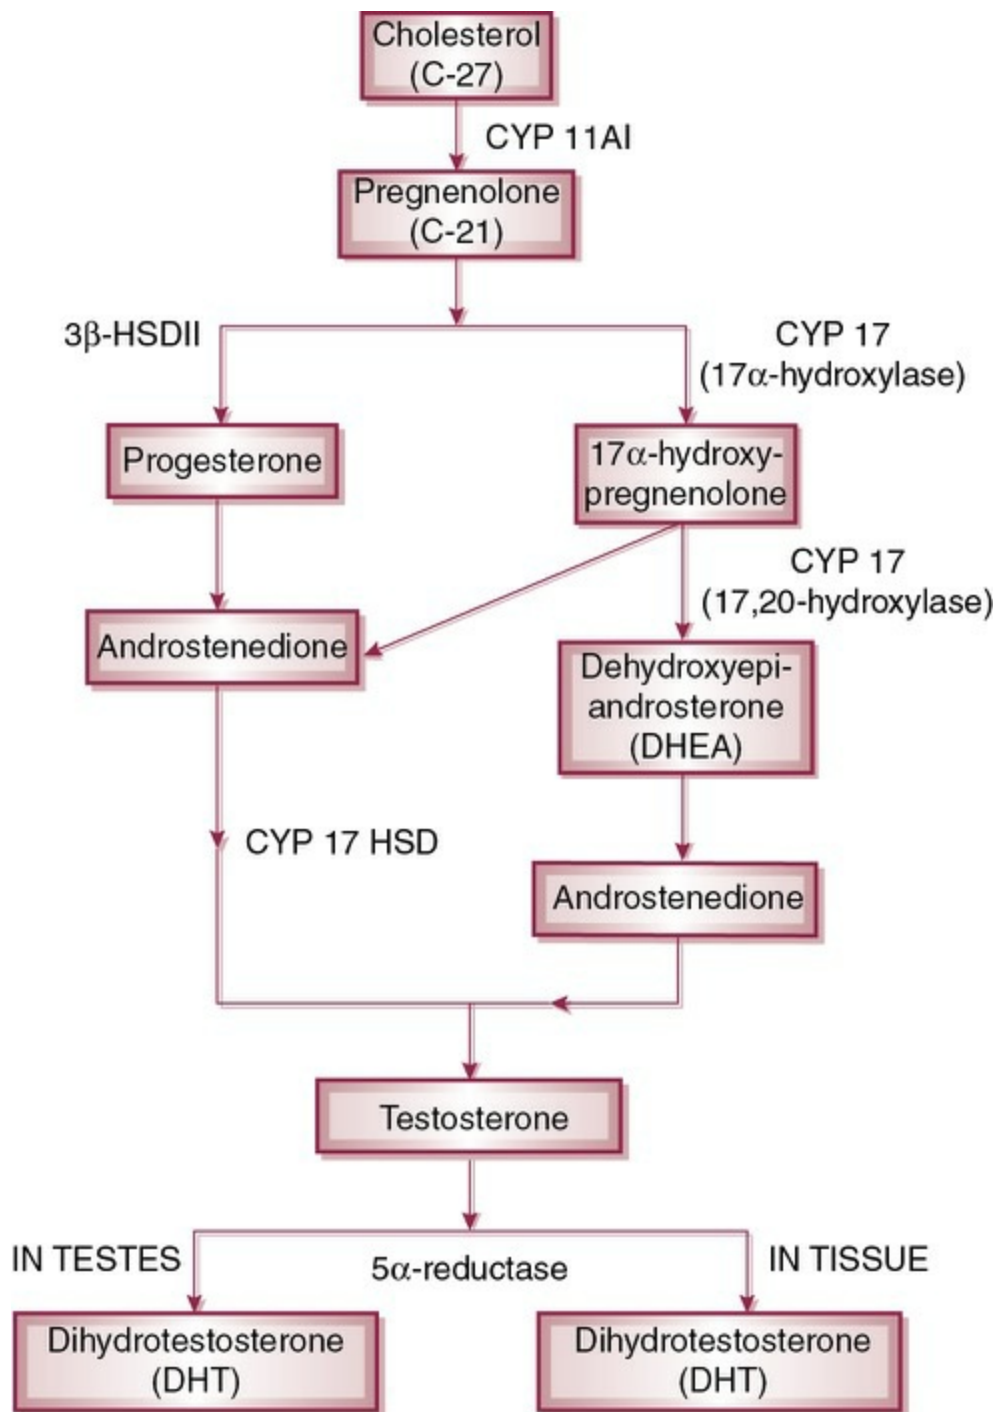 Cholesterol
(C-27)
CYP 11AI
Pregnenolone
(C-21)
3β-HSDII
CYP 17
(17α-hydroxylase)
Progesterone
17α-hydroxy-
pregnenolone
CYP 17
(17,20-hydroxylase)
Androstenedione
Dehydroxyepi-
androsterone
(DHEA)
CYP 17 HSD
Androstenedione
Testosterone
IN TESTES
5α-reductase
IN TISSUE
Dihydrotestosterone
(DHT)
Dihydrotestosterone
(DHT)